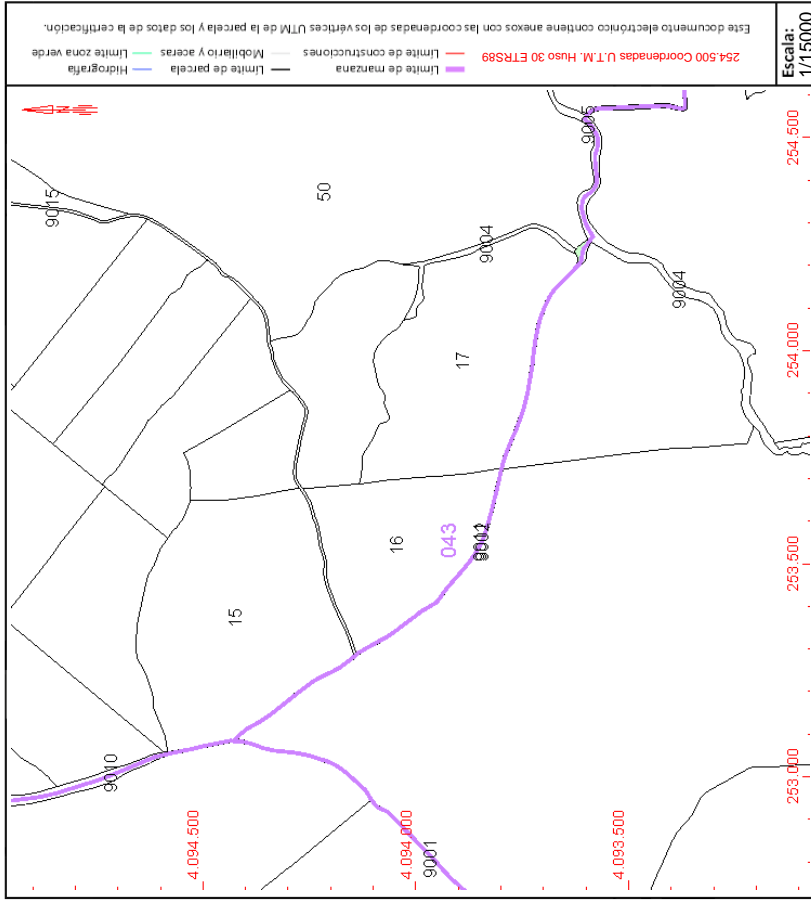 Este documento electrónico contiene anexos con las coordenadas de los vértices UTM de la parcela y los datos de la certificación.
254.500 Coordenadas U.T.M. Huso 30 ETRS89
Límite de manzana
Límite de construcciones
Límite de parcela
Mobiliario y aceras
Límite zona verde
Hidrografía
Escala:
1/15000
9015
50
9004
9005
9004
17
16
043
9002
15
9010
9001
254.500
254.000
253.500
253.000
4.094.500
4.094.000
4.093.500